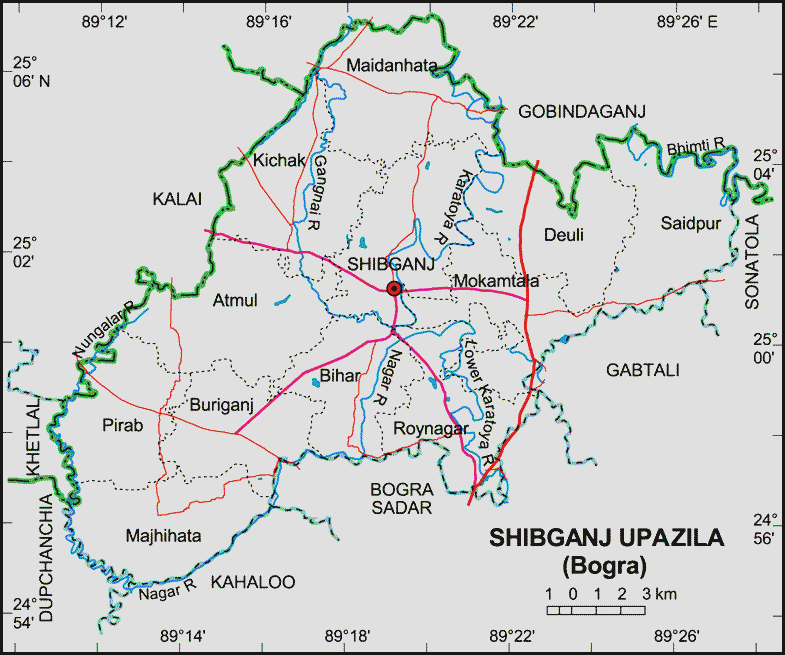 89°12' 89°16' 89°22' 89°26' E
25°
06' N
Maidanhata
GOBINDAGANJ
Bhimti R
25°
04'
Kichak
Gangnai R
Karatoya R
KALAI
Deuli
Saidpur
SONATOLA
25°
02'
SHIBGANJ
Mokamtala
Atmul
Nungalar R
25°
00'
GABTALI
Lower Karatoya R
Nagar R
Bihar
Buriganj
Pirab
KHETLAL
Roynagar
BOGRA
SADAR
DUPCHANCHIA
Majhihata
24°
56'
SHIBGANJ UPAZILA
(Bogra)
KAHALOO
Nagar R
1 0 1 2 3 km
24°
54'
89°14' 89°18' 89°22' 89°26'